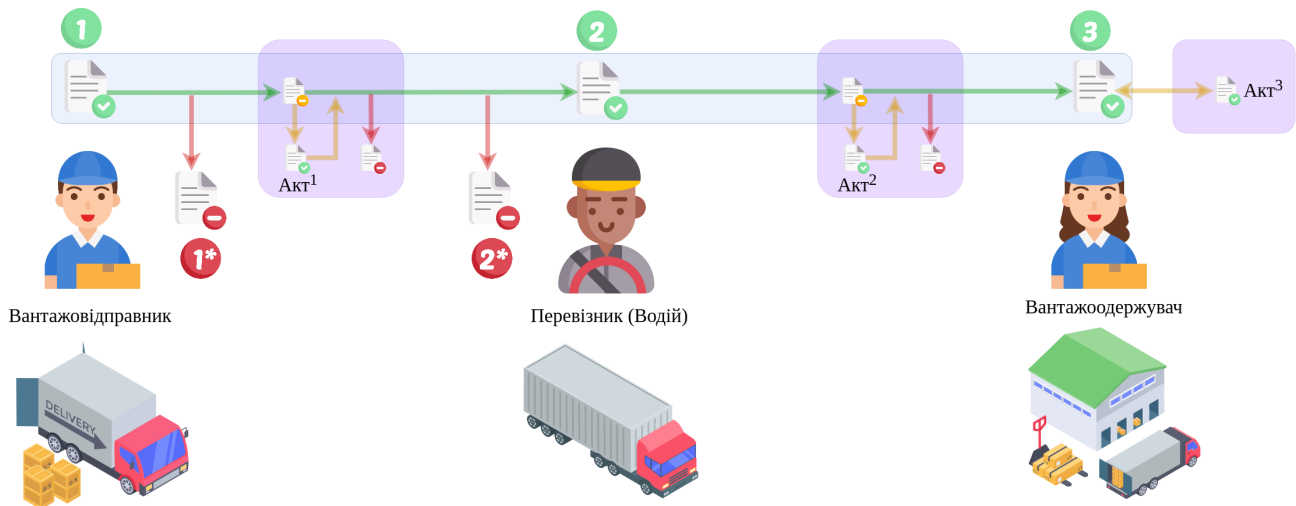 1
2
3
Акт3
Акт1
Акт2
1*
2*
Вантажовідправник
Перевізник (Водій)
Вантажоодержувач
DELIVERY